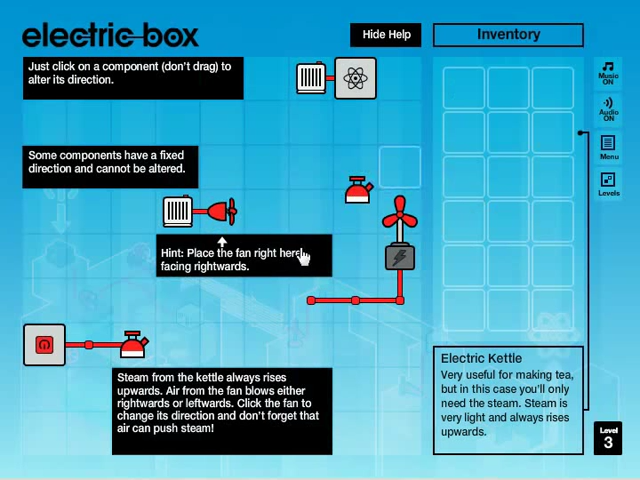 electric box
Hide Help
Inventory
Just click on a component (don't drag) to
alter its direction.
Music
ON
Audio
ON
Menu
Levels
Some components have a fixed
direction and cannot be altered.
Hint: Place the fan right here,
facing rightwards.
Steam from the kettle always rises
upwards. Air from the fan blows either
rightwards or leftwards. Click the fan to
change its direction and don't forget that
air can push steam!
Electric Kettle
Very useful for making tea,
but in this case you'll only
need the steam. Steam is
very light and always rises
upwards.
Level
3